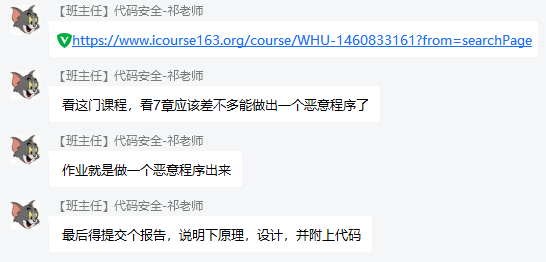 【班主任】代码安全-祁老师
https://www.icourse163.org/course/WHU-1460833161?from=searchPage
【班主任】代码安全-祁老师
看这门课程，看7章应该差不多能做出一个恶意程序了
【班主任】代码安全-祁老师
作业就是做一个恶意程序出来
【班主任】代码安全-祁老师
最后得提交个报告，说明下原理，设计，并附上代码